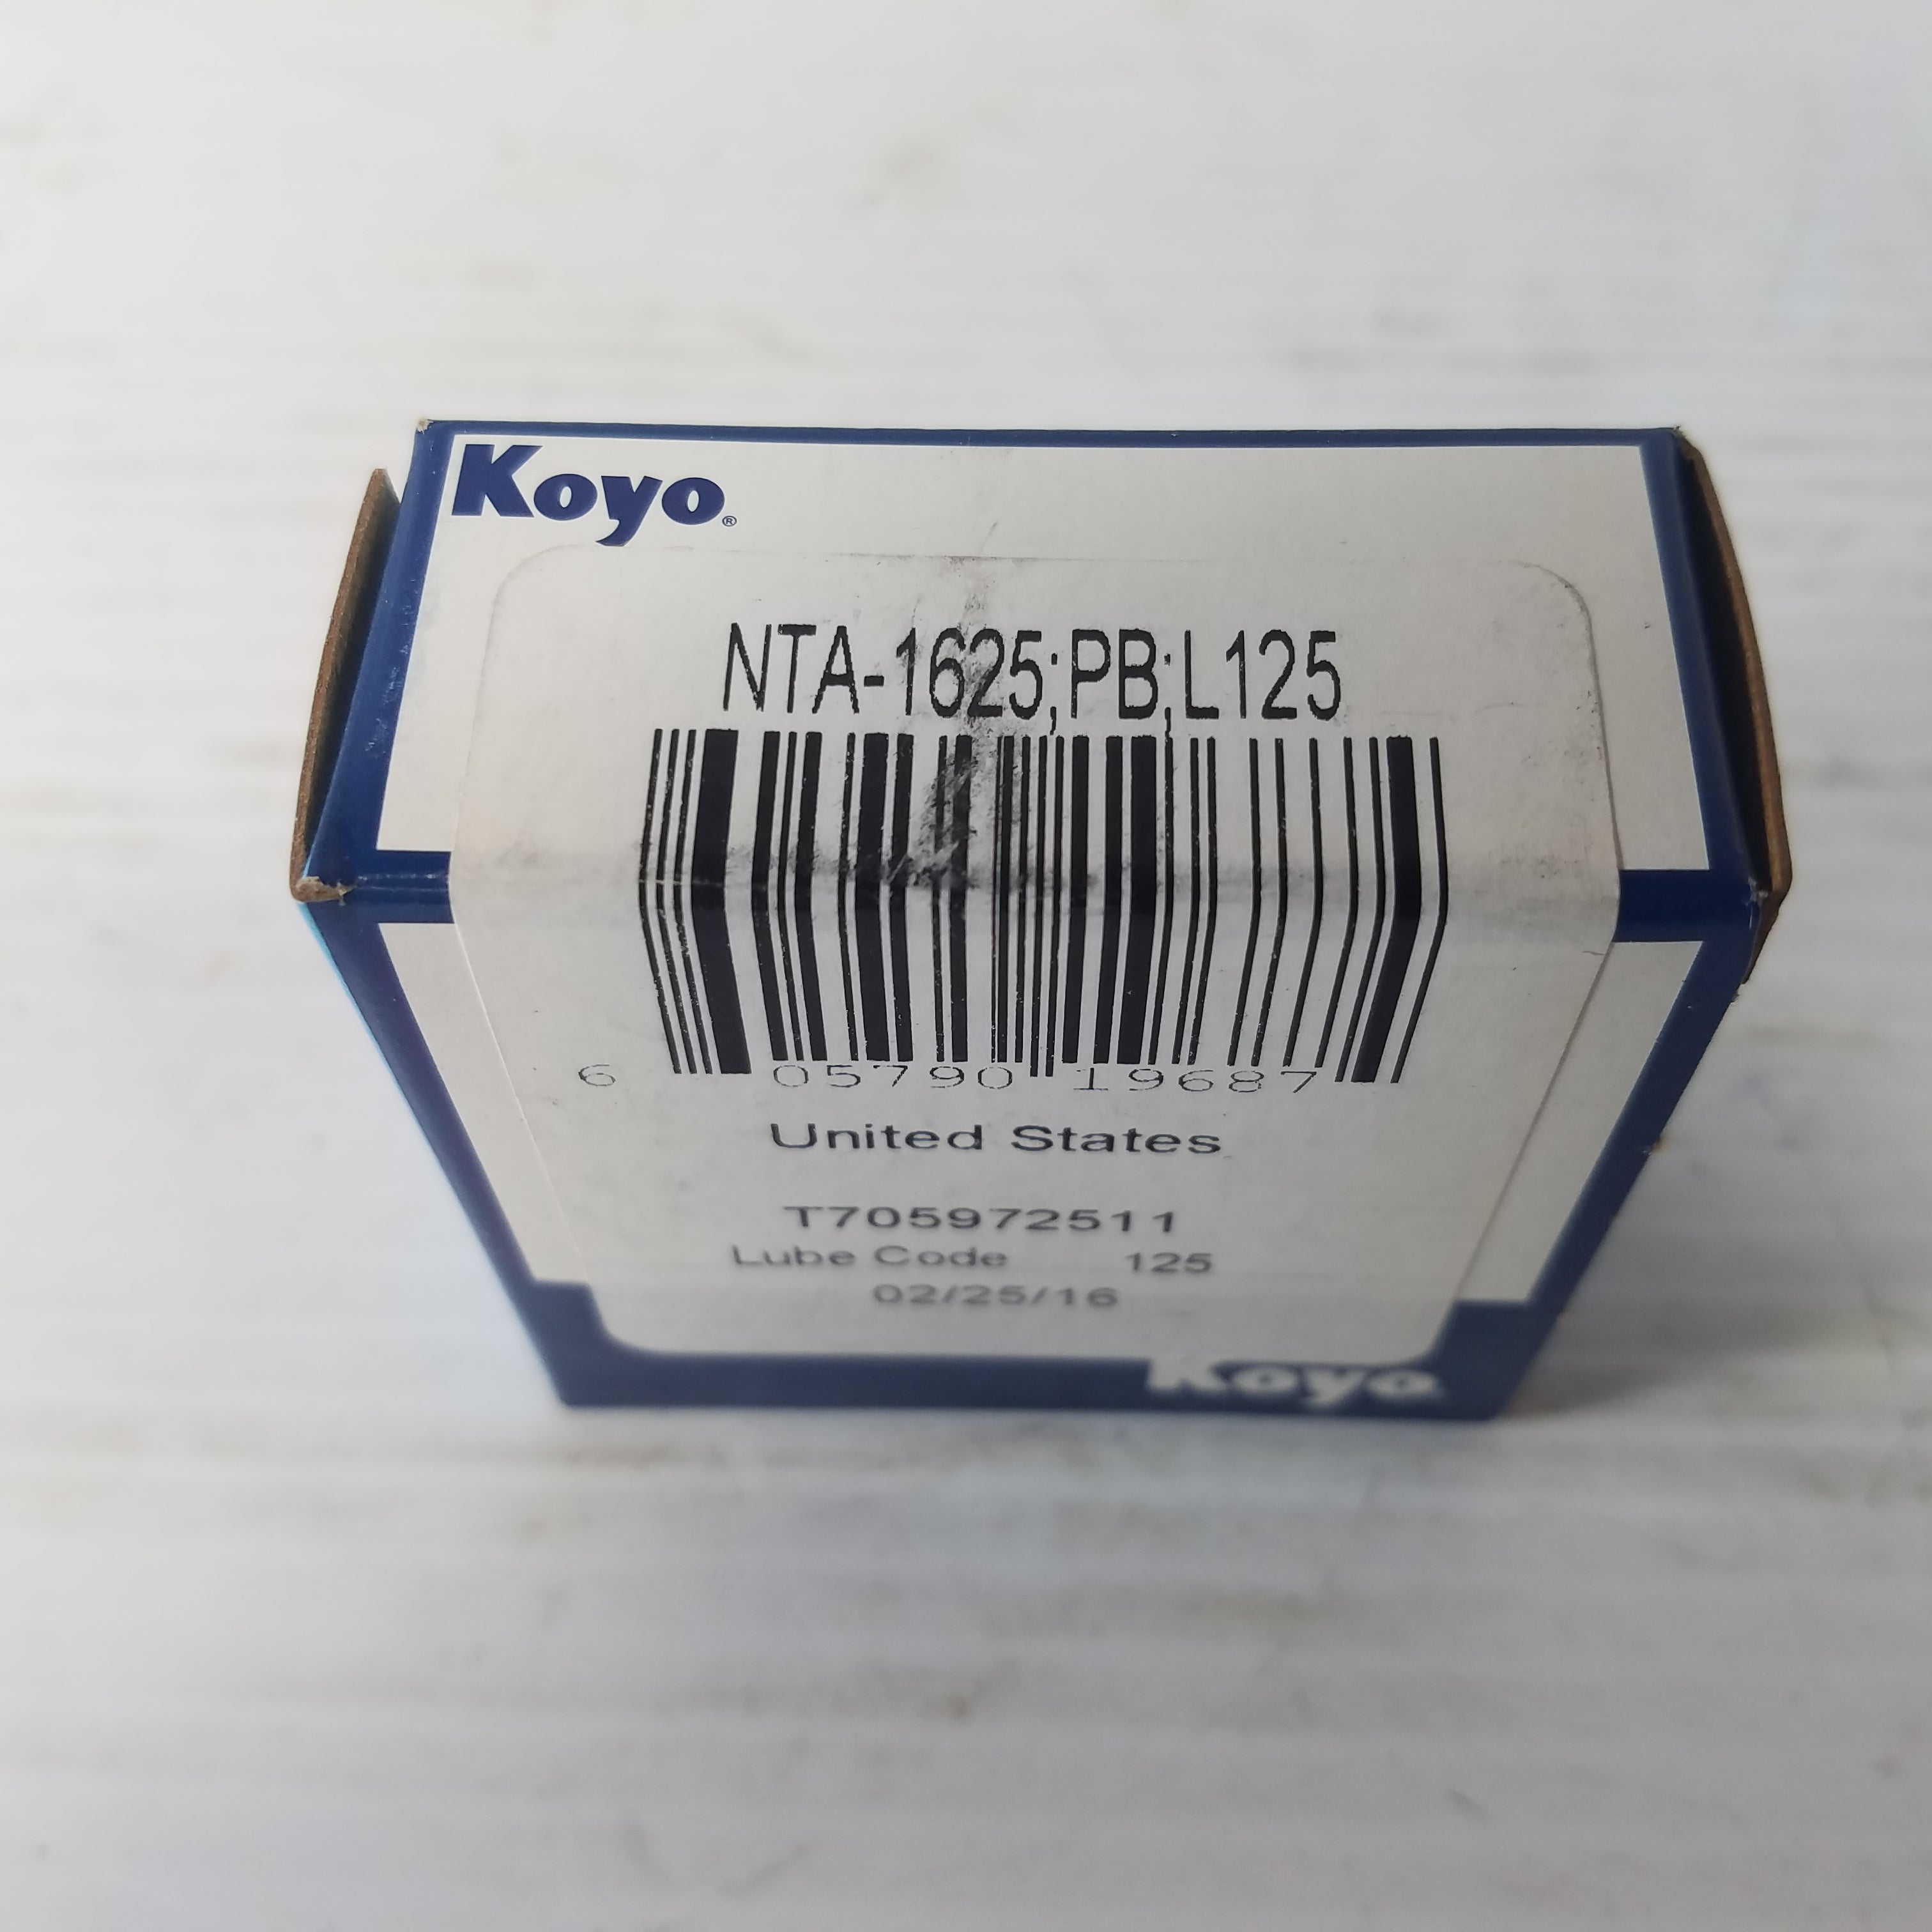 Koyo®
NTA-1625;PB;L125
6 05790 19687
United States
T705972511
Lube Code 125
02/25/16
Koyo